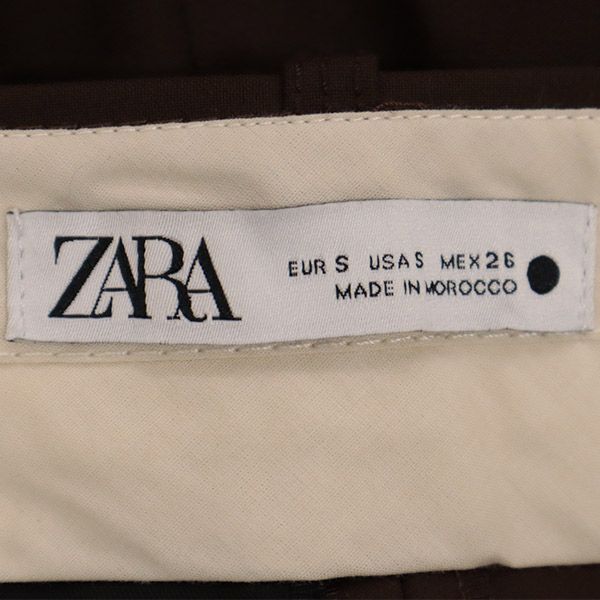 ZARA
EUR S USA S MEX 26
MADE IN MOROCCO